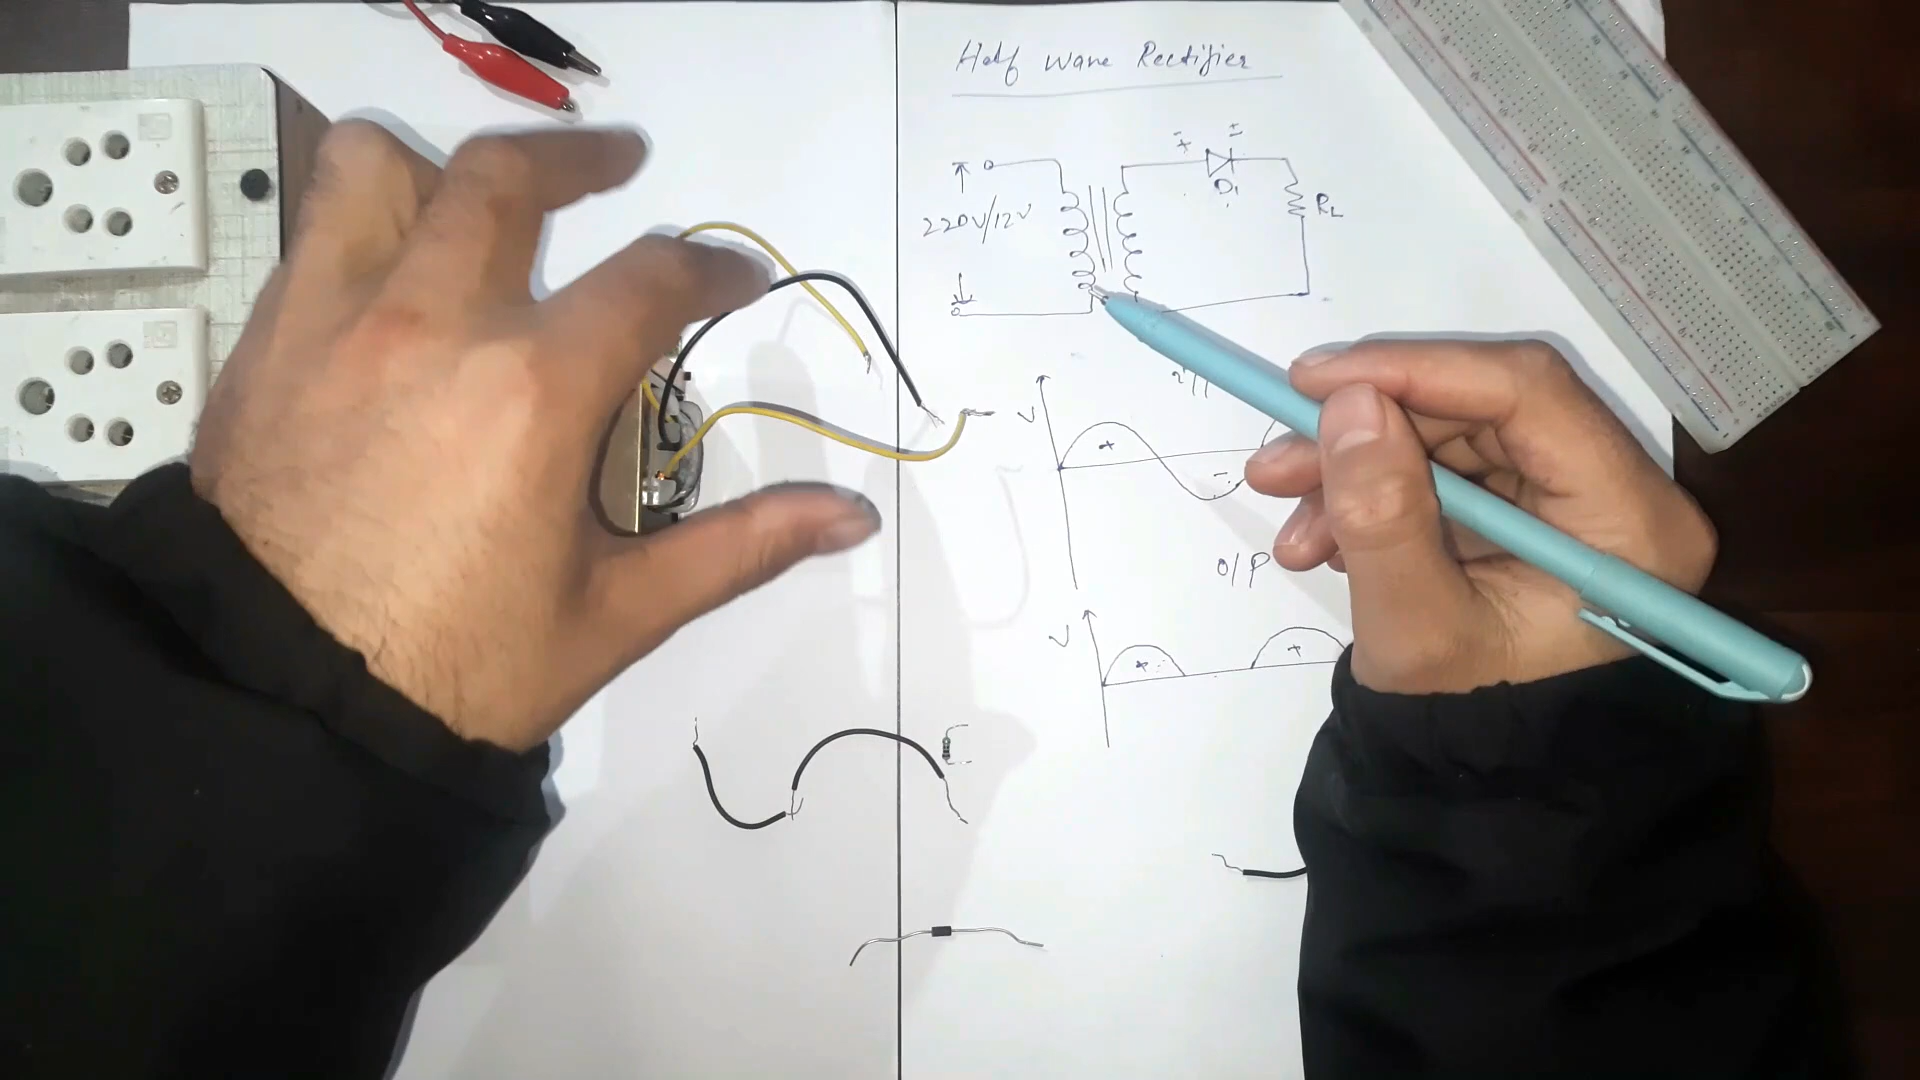 Half Wave Rectifier
- + + -
+ - - +
220V/12V
D1
RL
V
+
-
O/P
V
+
+